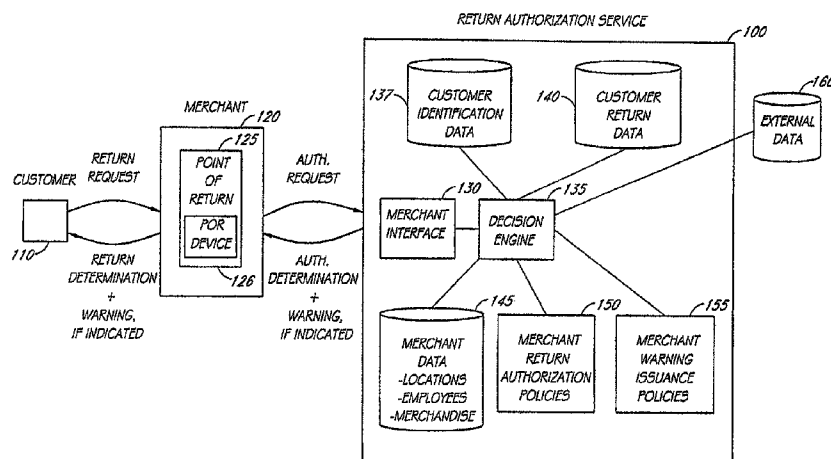 RETURN AUTHORIZATION SERVICE
100
137
CUSTOMER
IDENTIFICATION
DATA
140
CUSTOMER
RETURN
DATA
160
EXTERNAL
DATA
MERCHANT
120
125
POINT
OF
RETURN
POR
DEVICE
126
CUSTOMER
110
RETURN
REQUEST
RETURN
DETERMINATION
+
WARNING,
IF INDICATED
AUTH.
REQUEST
AUTH.
DETERMINATION
+
WARNING,
IF INDICATED
130
MERCHANT
INTERFACE
135
DECISION
ENGINE
145
MERCHANT
DATA
-LOCATIONS
-EMPLOYEES
-MERCHANDISE
150
MERCHANT
RETURN
AUTHORIZATION
POLICIES
155
MERCHANT
WARNING
ISSUANCE
POLICIES